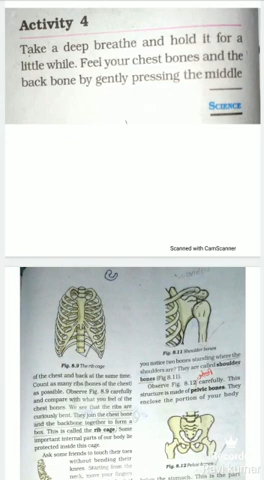 Activity 4
Take a deep breathe and hold it for a
little while. Feel your chest bones and the
back bone by gently pressing the middle
SCIENCE
Scanned with CamScanner
Fig. 8.9 The rib cage
of the chest and back at the same time.
Count as many ribs (bones of the chest)
as possible. Observe Fig. 8.9 carefully
and compare with what you feel of the
chest bones. We see that the ribs are
curiously bent. They join the chest bone
and the backbone together to form a
box. This is called the rib cage. Some
important internal parts of our body lie
protected inside this cage.
Ask some friends to touch their toes
without bending their
knees. Starting from the
neck, move your fingers
Fig. 8.11 Shoulder bones
you notice two bones standing where the
shoulders are? They are called shoulder
bones (Fig 8.11).
Observe Fig. 8.12 carefully. This
structure is made of pelvic bones. They
enclose the portion of your body
Fig. 8.12 Pelvic bones
the stomach. This is the part
RECORDED